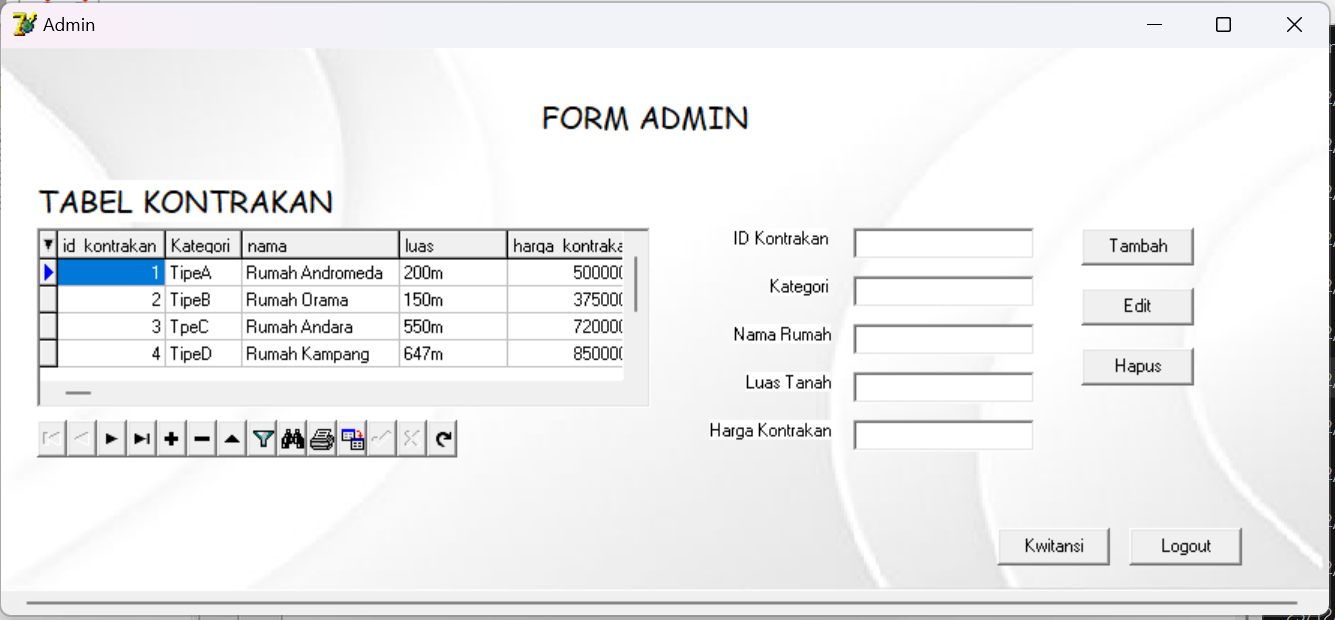 Admin
FORM ADMIN
TABEL KONTRAKAN
id_kontrakan Kategori nama luas harga_kontraka
1 TipeA Rumah Andromeda 200m 500000
2 TipeB Rumah Orama 150m 375000
3 TpeC Rumah Andara 550m 720000
4 TipeD Rumah Kampang 647m 850000
ID Kontrakan
Kategori
Nama Rumah
Luas Tanah
Harga Kontrakan
Tambah
Edit
Hapus
Kwitansi Logout